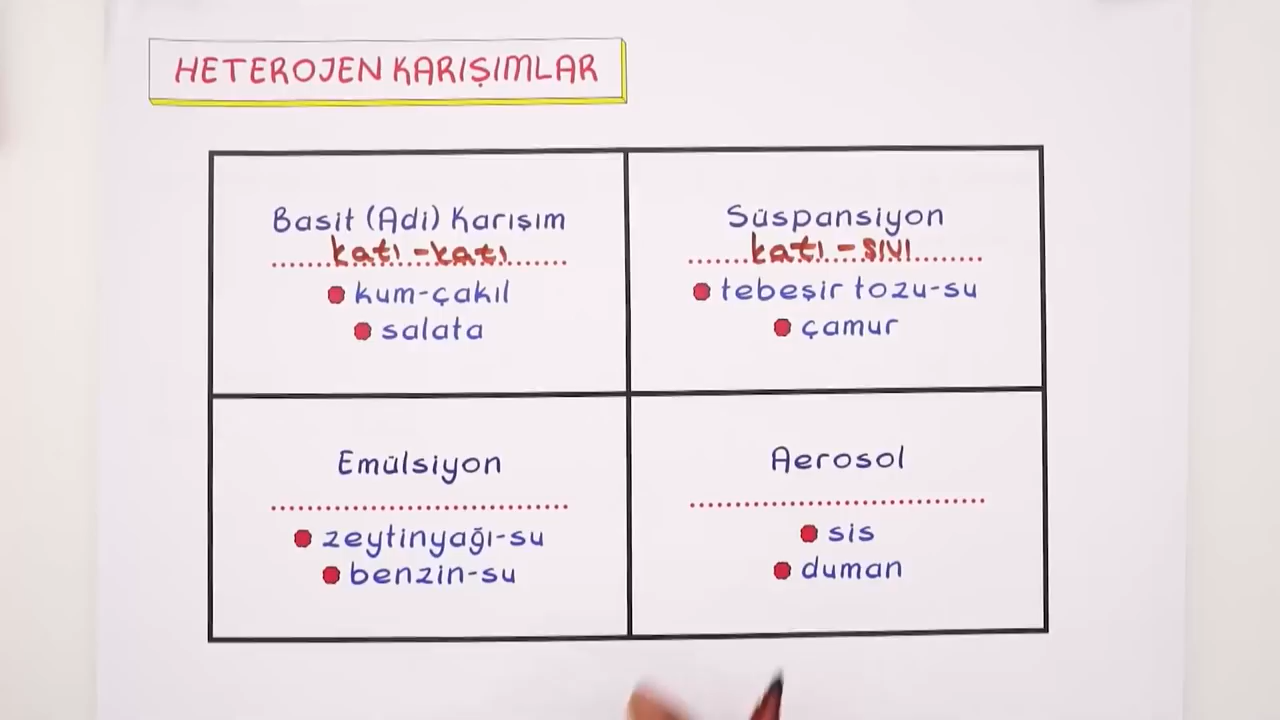 HETEROJEN KARIŞIMLAR
Basit (Adi) Karışım
katı-katı
kum-çakıl
salata
Süspansiyon
katı-sıvı
tebeşir tozu-su
çamur
Emülsiyon
zeytinyağı-su
benzin-su
Aerosol
sis
duman